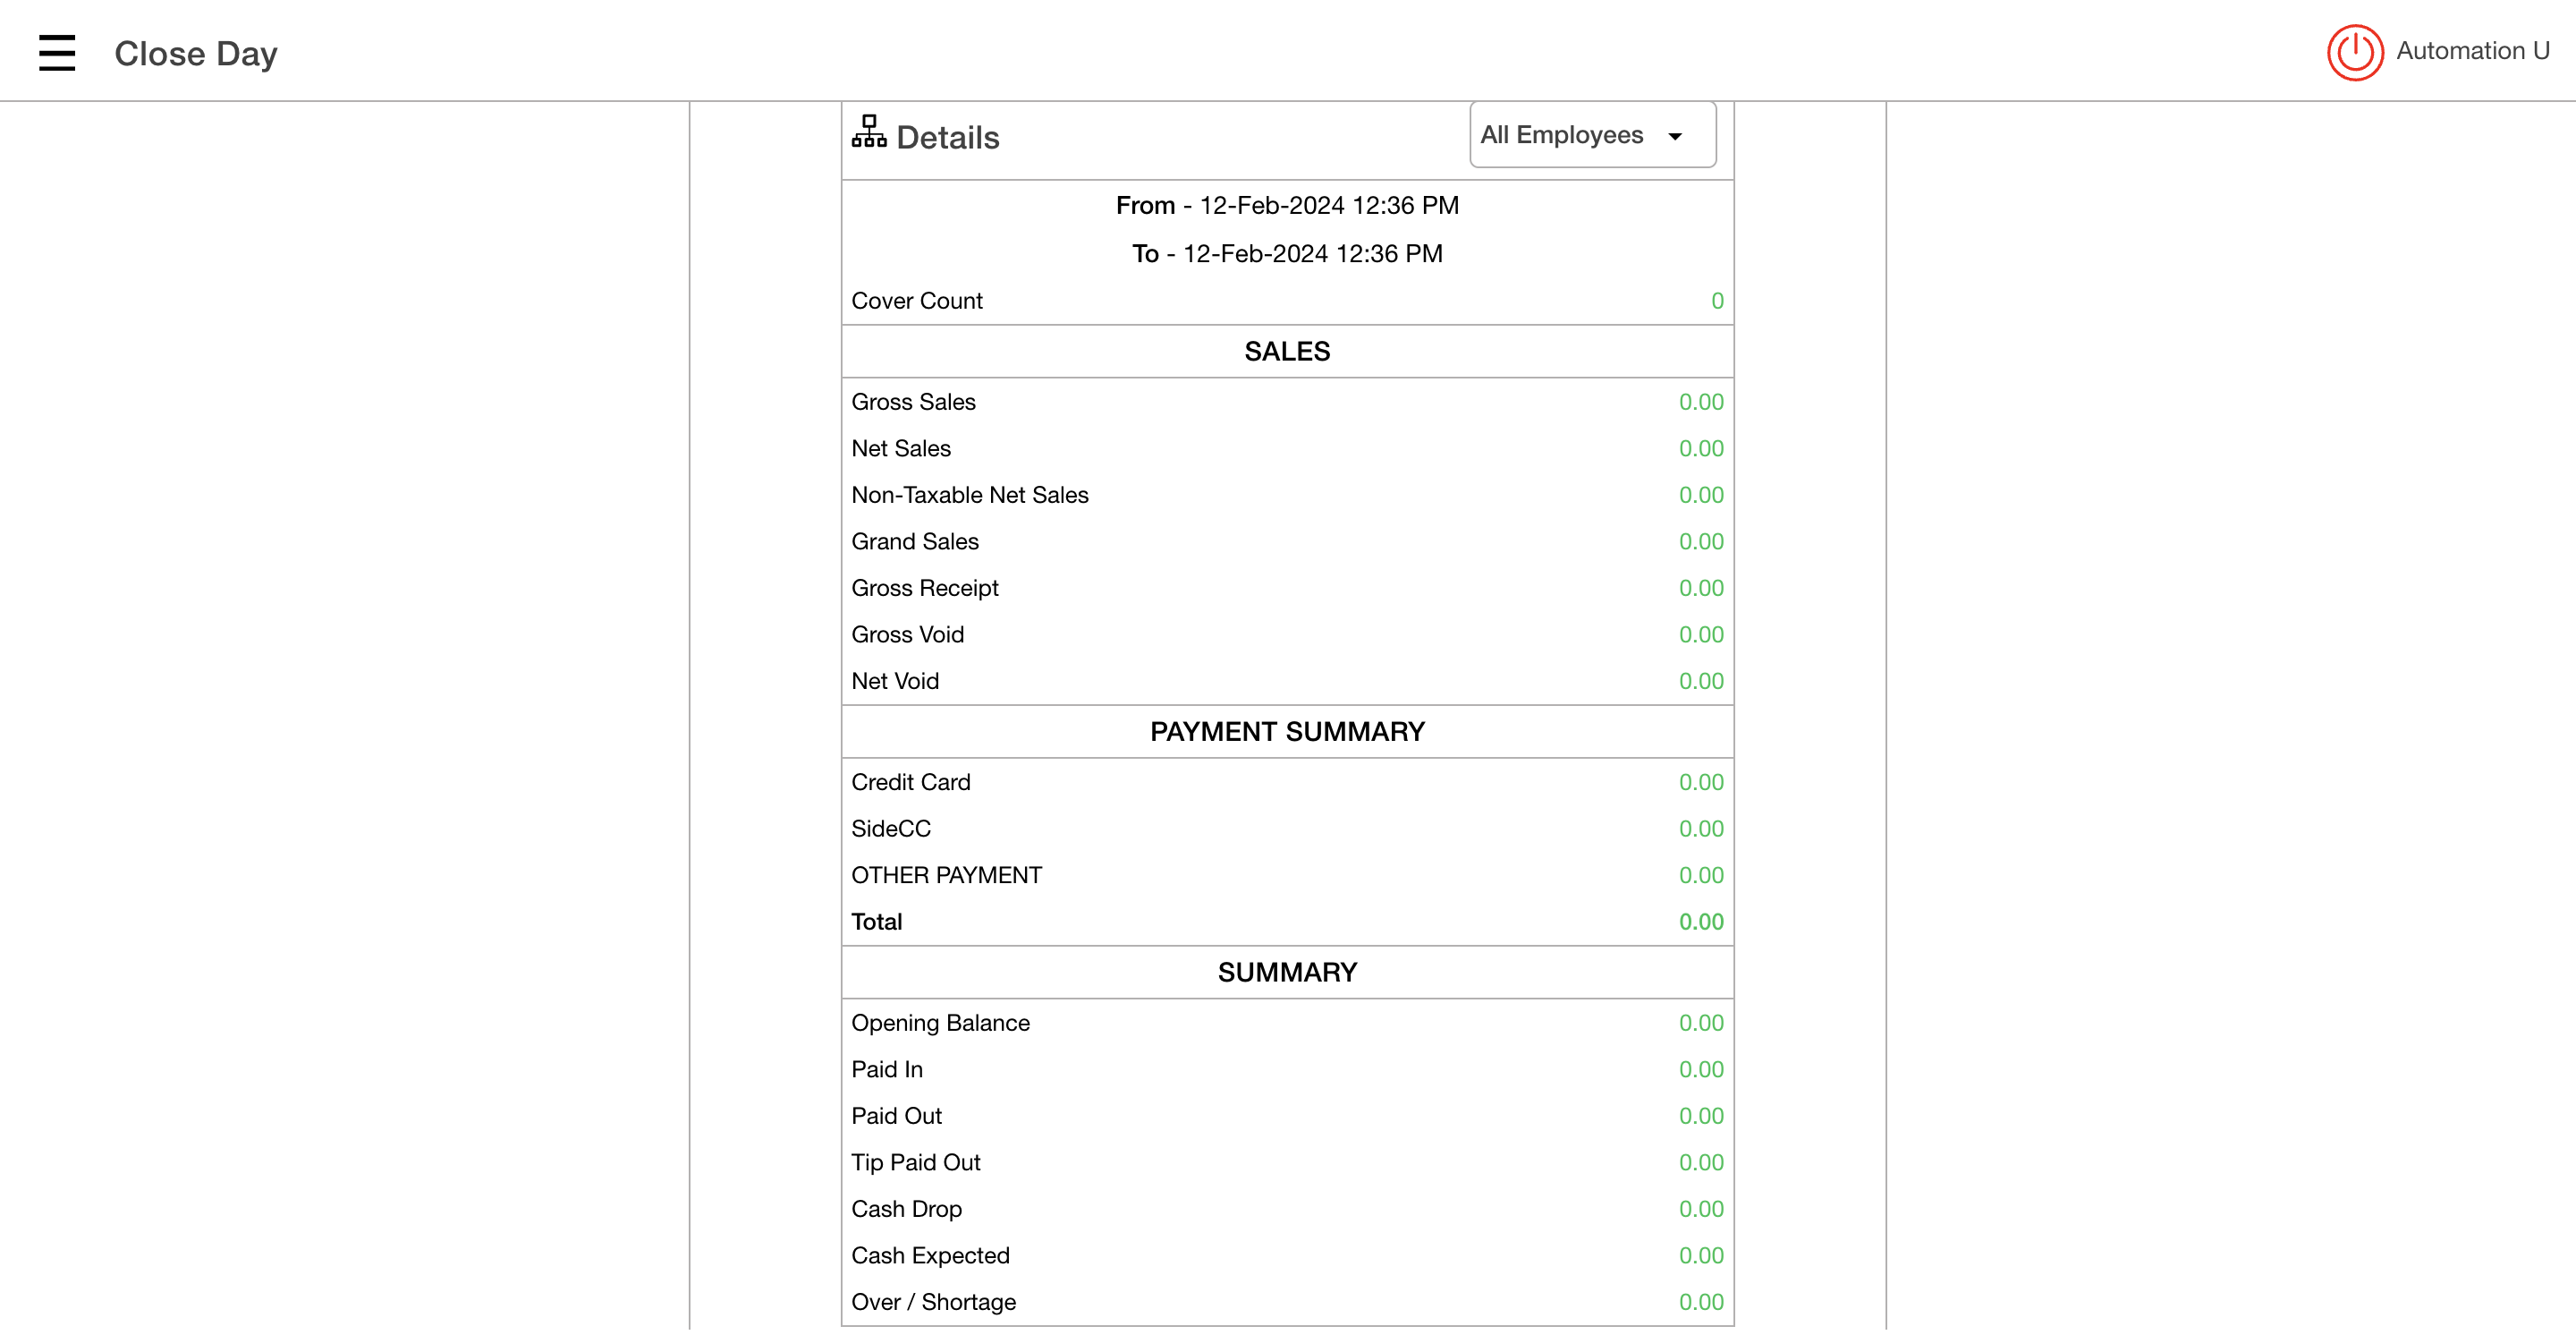 Close Day
Automation U
Details
All Employees
From - 12-Feb-2024 12:36 PM
To - 12-Feb-2024 12:36 PM
Cover Count 0
SALES
Gross Sales 0.00
Net Sales 0.00
Non-Taxable Net Sales 0.00
Grand Sales 0.00
Gross Receipt 0.00
Gross Void 0.00
Net Void 0.00
PAYMENT SUMMARY
Credit Card 0.00
SideCC 0.00
OTHER PAYMENT 0.00
Total 0.00
SUMMARY
Opening Balance 0.00
Paid In 0.00
Paid Out 0.00
Tip Paid Out 0.00
Cash Drop 0.00
Cash Expected 0.00
Over / Shortage 0.00